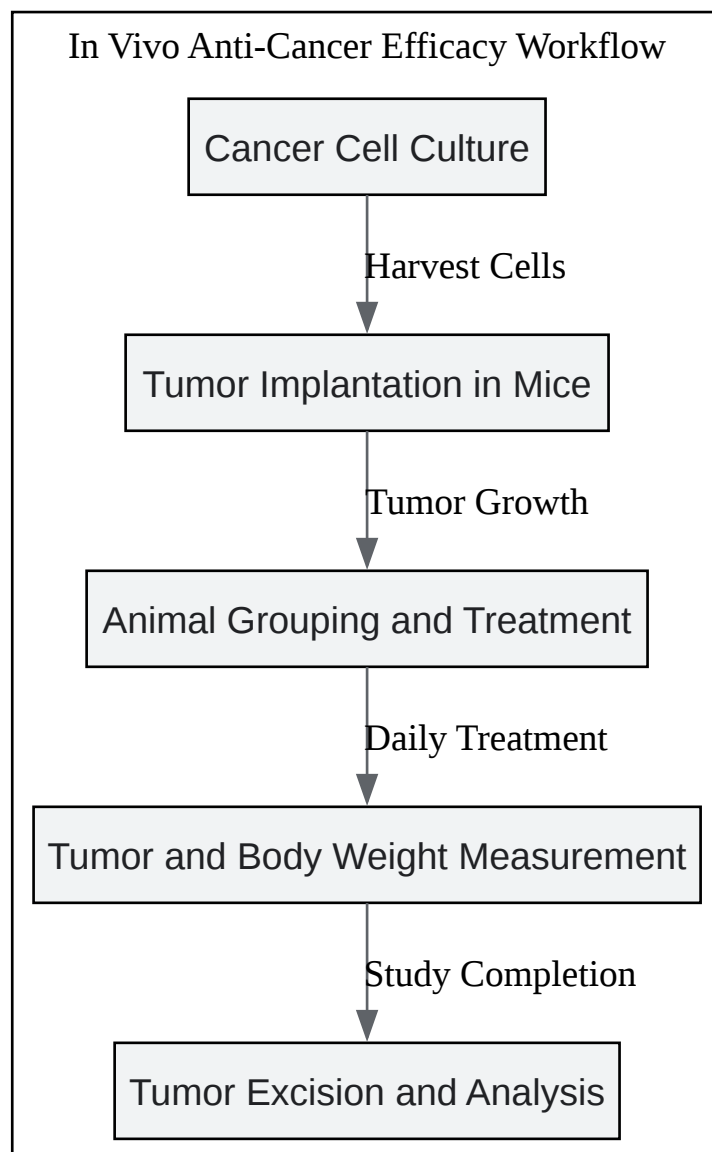 In Vivo Anti-Cancer Efficacy Workflow
Cancer Cell Culture
Harvest Cells
Tumor Implantation in Mice
Tumor Growth
Animal Grouping and Treatment
Daily Treatment
Tumor and Body Weight Measurement
Study Completion
Tumor Excision and Analysis